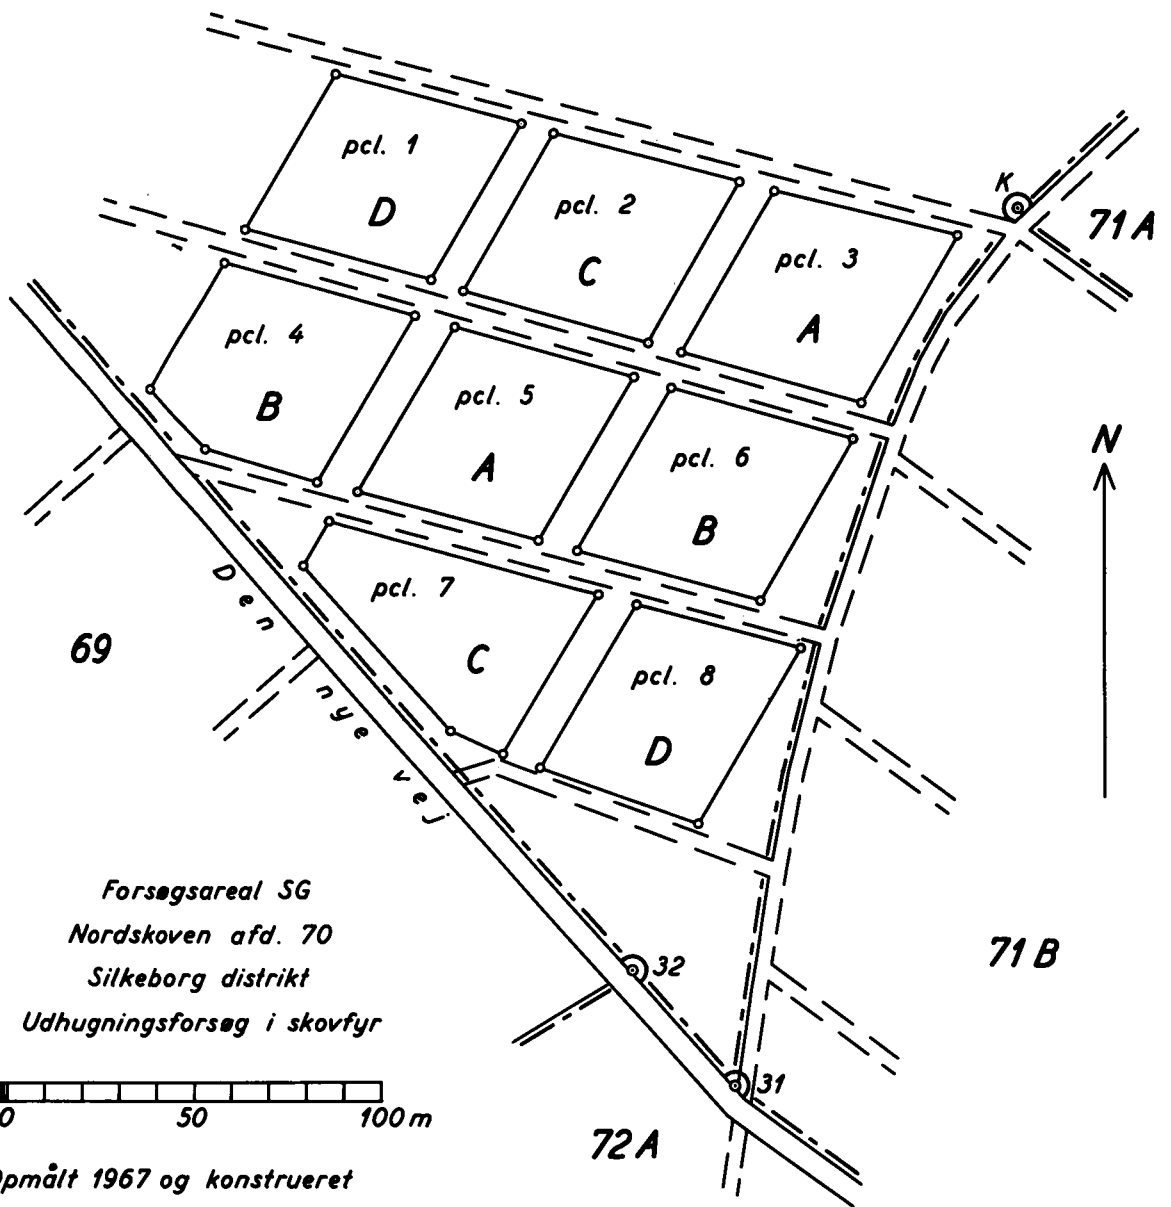 pcl. 1
D
pcl. 2
C
pcl. 3
A
K
71 A
pcl. 4
B
pcl. 5
A
pcl. 6
B
N
pcl. 7
C
pcl. 8
D
69
Den nye vej
71 B
32
31
72 A
Forsøgsareal SG
Nordskoven afd. 70
Silkeborg distrikt
Udhugningsforsøg i skovfyr
0 50 100 m
Opmålt 1967 og konstrueret